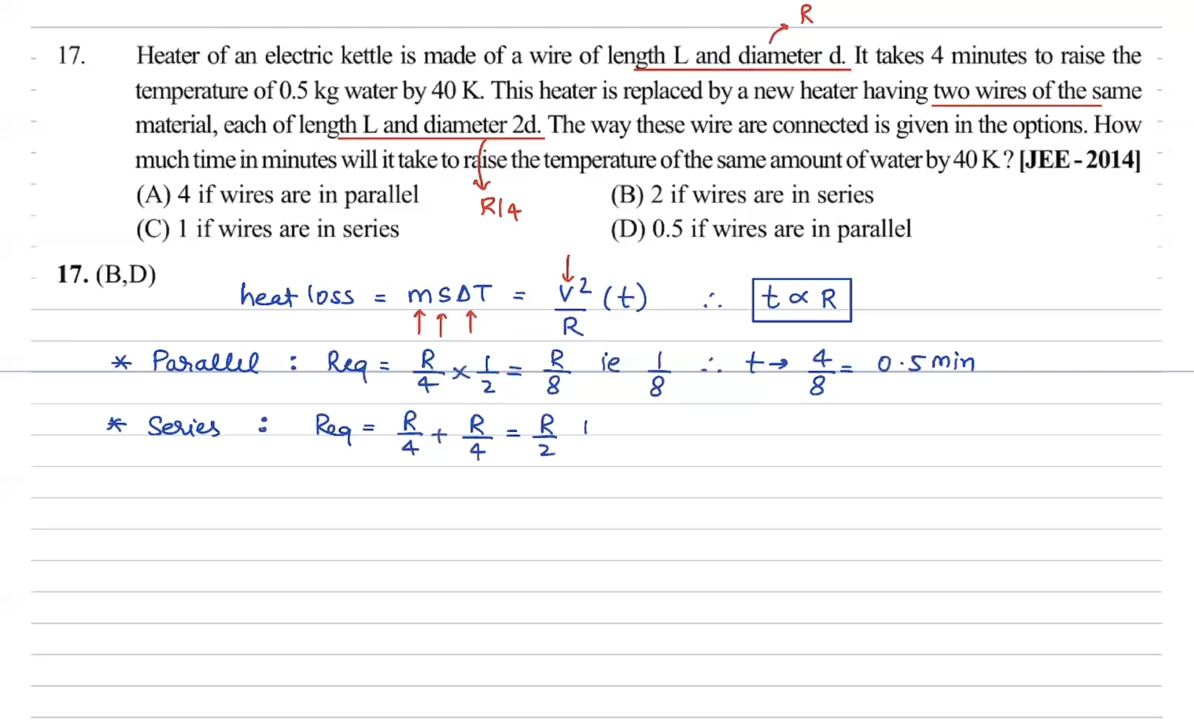 R
17. Heater of an electric kettle is made of a wire of length L and diameter d. It takes 4 minutes to raise the
temperature of 0.5 kg water by 40 K. This heater is replaced by a new heater having two wires of the same
material, each of length L and diameter 2d. The way these wire are connected is given in the options. How
much time in minutes will it take to raise the temperature of the same amount of water by 40 K ? [JEE - 2014]
(A) 4 if wires are in parallel (B) 2 if wires are in series
R/4
(C) 1 if wires are in series (D) 0.5 if wires are in parallel
17. (B,D)
heat loss = msΔT = V²/R (t) ∴ t ∝ R
* Parallel : Req = R/4 × 1/2 = R/8 ie 1/8 ∴ t → 4/8 = 0.5 min
* Series : Req = R/4 + R/4 = R/2